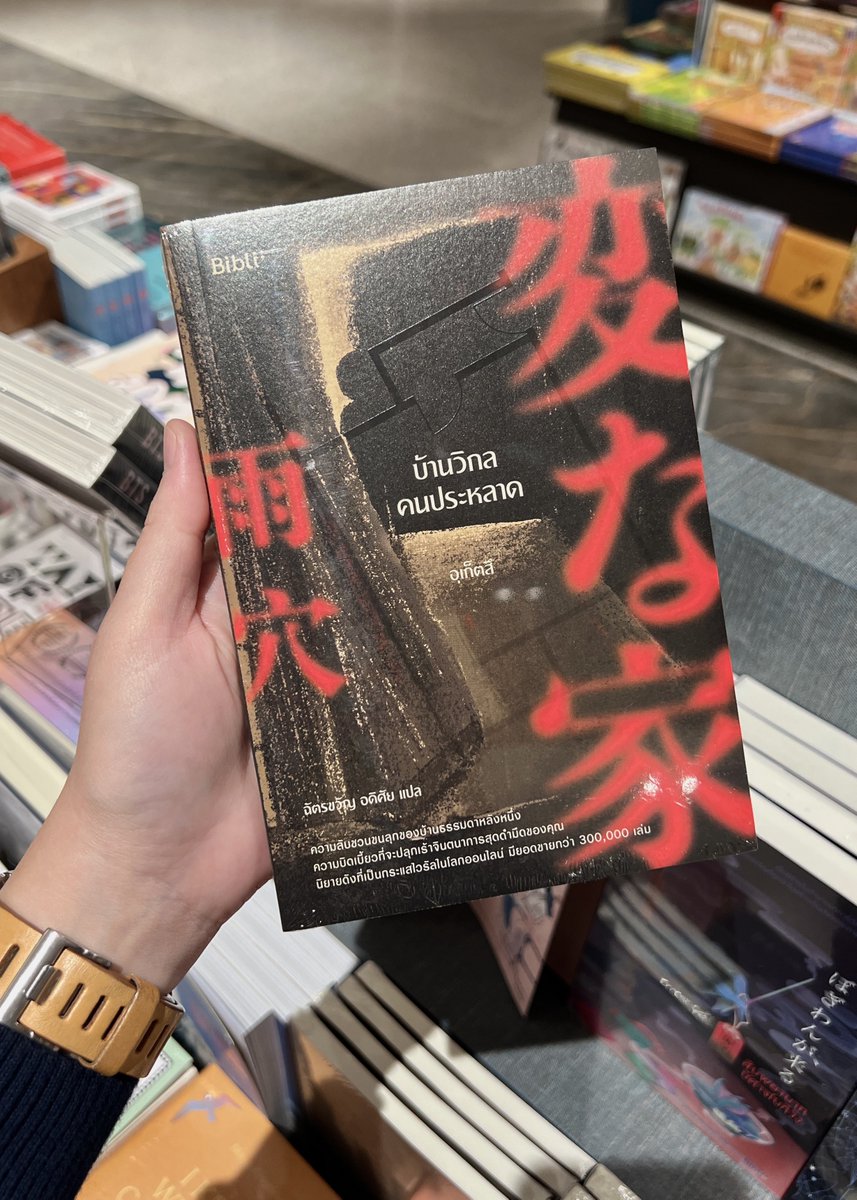 Bibli
変な家
雨穴
บ้านวิกล
คนประหลาด
อุเก็ตสึ
ฉัตรขวัญ อดิศัย แปล
ความลับชวนขนลุกของบ้านธรรมดาหลังหนึ่ง
ความบิดเบี้ยวที่จะปลุกเร้าจินตนาการสุดดำมืดของคุณ
นิยายดังที่เป็นกระแสไวรัลในโลกออนไลน์ มียอดขายกว่า 300,000 เล่ม
BTS